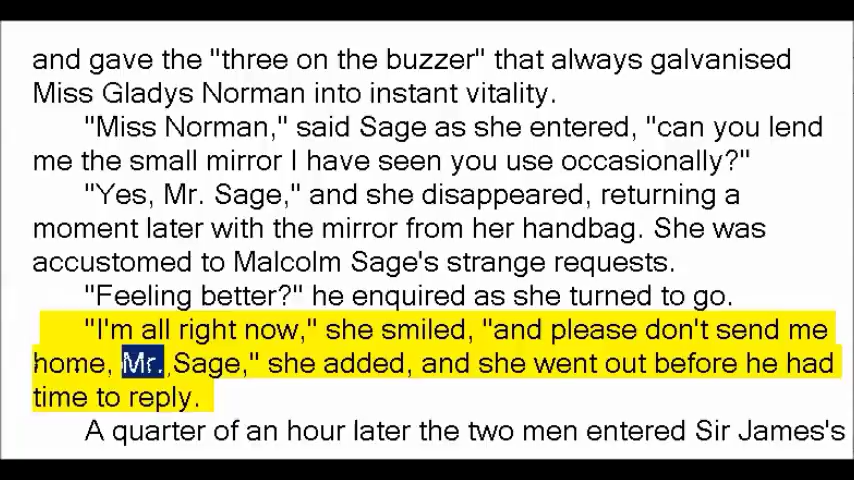 and gave the "three on the buzzer" that always galvanised
Miss Gladys Norman into instant vitality.
"Miss Norman," said Sage as she entered, "can you lend
me the small mirror I have seen you use occasionally?"
"Yes, Mr. Sage," and she disappeared, returning a
moment later with the mirror from her handbag. She was
accustomed to Malcolm Sage's strange requests.
"Feeling better?" he enquired as she turned to go.
"I'm all right now," she smiled, "and please don't send me
home, Mr. Sage," she added, and she went out before he had
time to reply.
A quarter of an hour later the two men entered Sir James's